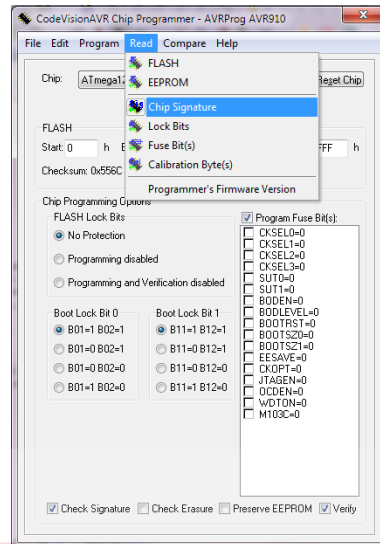 CodeVisionAVR Chip Programmer - AVRProg AVR910
File Edit Program Read Compare Help
FLASH
EEPROM
Chip Signature
Lock Bits
Fuse Bit(s)
Calibration Byte(s)
Programmer's Firmware Version
Chip: ATmega12 Reset Chip
FLASH
Start: 0 h FFF h
Checksum: 0x556C
Chip Programming Options
FLASH Lock Bits
No Protection
Programming disabled
Programming and Verification disabled
Boot Lock Bit 0
B01=1 B02=1
B01=0 B02=1
B01=0 B02=0
B01=1 B02=0
Boot Lock Bit 1
B11=1 B12=1
B11=0 B12=1
B11=0 B12=0
B11=1 B12=0
Program Fuse Bit(s):
CKSEL0=0
CKSEL1=0
CKSEL2=0
CKSEL3=0
SUT0=0
SUT1=0
BODEN=0
BODLEVEL=0
BOOTRST=0
BOOTSZ0=0
BOOTSZ1=0
EESAVE=0
CKOPT=0
JTAGEN=0
OCDEN=0
WDTON=0
M103C=0
Check Signature Check Erasure Preserve EEPROM Verify